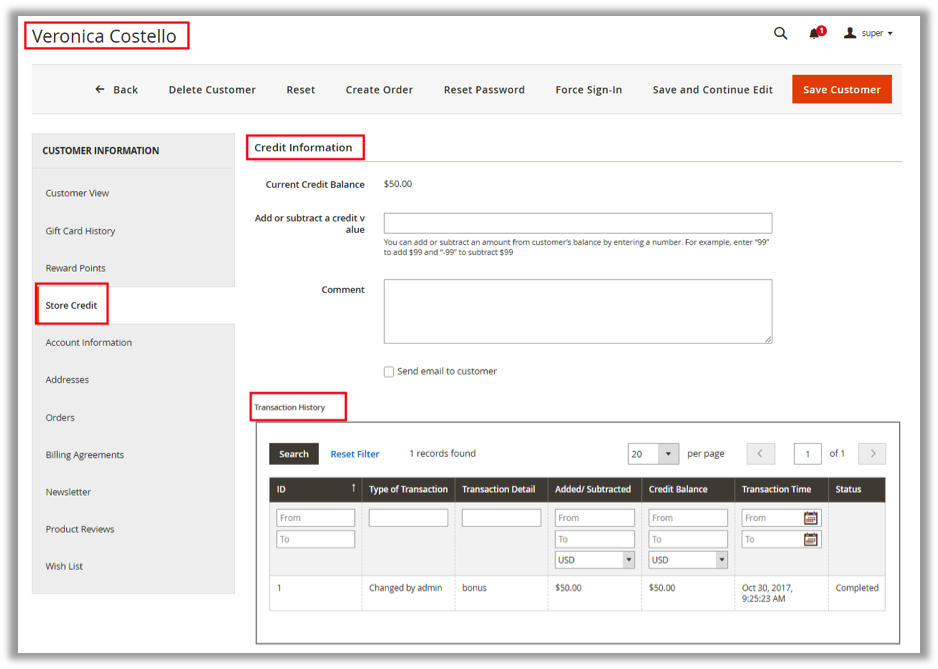 Veronica Costello
1
super
← Back
Delete Customer
Reset
Create Order
Reset Password
Force Sign-In
Save and Continue Edit
Save Customer
CUSTOMER INFORMATION
Customer View
Gift Card History
Reward Points
Store Credit
Account Information
Addresses
Orders
Billing Agreements
Newsletter
Product Reviews
Wish List
Credit Information
Current Credit Balance
$50.00
Add or subtract a credit v
alue
You can add or subtract an amount from customer's balance by entering a number. For example, enter "99"
to add $99 and "-99" to subtract $99
Comment
Send email to customer
Transaction History
Search
Reset Filter
1 records found
20
per page
1
of 1
ID ↑
Type of Transaction
Transaction Detail
Added/ Subtracted
Credit Balance
Transaction Time
Status
From
From
From
From
To
To
To
To
USD
USD
1
Changed by admin
bonus
$50.00
$50.00
Oct 30, 2017,
9:25:23 AM
Completed